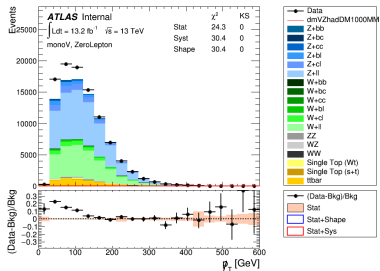 Events
25000
20000
15000
10000
5000
0
ATLAS Internal
∫Ldt = 13.2 fb⁻¹ √s = 13 TeV
monoV, ZeroLepton
χ² KS
Stat 24.3 0
Syst 30.4 0
Shape 30.4 0
Data
dmVZhadDM1000MM
Z+bb
Z+bc
Z+cc
Z+bl
Z+cl
Z+ll
W+bb
W+bc
W+cc
W+bl
W+cl
W+ll
ZZ
WZ
WW
Single Top (Wt)
Single Top (s+t)
ttbar
(Data-Bkg)/Bkg
0.3
0.2
0.1
0.0
-0.1
-0.2
-0.3
0 100 200 300 400 500 600
p_T [GeV]
(Data-Bkg)/Bkg
Stat
Stat+Shape
Stat+Sys